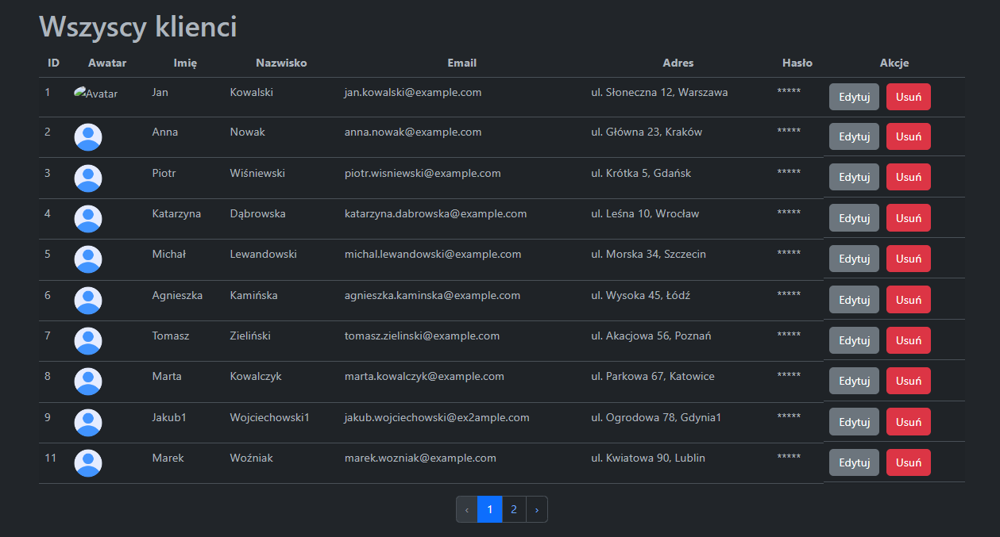 Wszyscy klienci
ID Awatar Imię Nazwisko Email Adres Hasło Akcje
1 Avatar Jan Kowalski jan.kowalski@example.com ul. Słoneczna 12, Warszawa ***** Edytuj Usuń
2 Anna Nowak anna.nowak@example.com ul. Główna 23, Kraków ***** Edytuj Usuń
3 Piotr Wiśniewski piotr.wisniewski@example.com ul. Krótka 5, Gdańsk ***** Edytuj Usuń
4 Katarzyna Dąbrowska katarzyna.dabrowska@example.com ul. Leśna 10, Wrocław ***** Edytuj Usuń
5 Michał Lewandowski michal.lewandowski@example.com ul. Morska 34, Szczecin ***** Edytuj Usuń
6 Agnieszka Kamińska agnieszka.kaminska@example.com ul. Wysoka 45, Łódź ***** Edytuj Usuń
7 Tomasz Zieliński tomasz.zielinski@example.com ul. Akacjowa 56, Poznań ***** Edytuj Usuń
8 Marta Kowalczyk marta.kowalczyk@example.com ul. Parkowa 67, Katowice ***** Edytuj Usuń
9 Jakub1 Wojciechowski1 jakub.wojciechowski@ex2ample.com ul. Ogrodowa 78, Gdynia1 ***** Edytuj Usuń
11 Marek Woźniak marek.wozniak@example.com ul. Kwiatowa 90, Lublin ***** Edytuj Usuń
‹ 1 2 ›